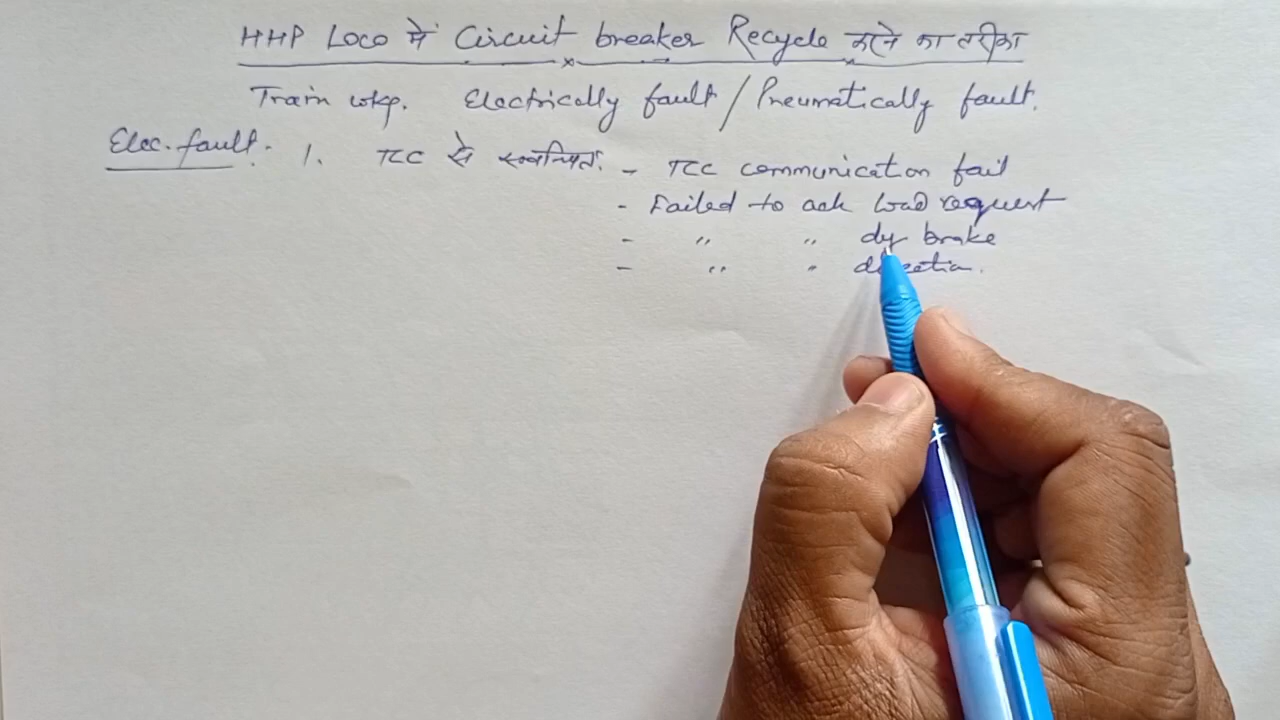 HHP Loco में Circuit breaker Recycle करने का तरीका
Train wkg. Electrically fault / Pneumatically fault.
Elec. fault. 1. TCC से सम्बन्धित: - TCC communication fail
- Failed to ack load request
- " " dy brake
- " " direction.